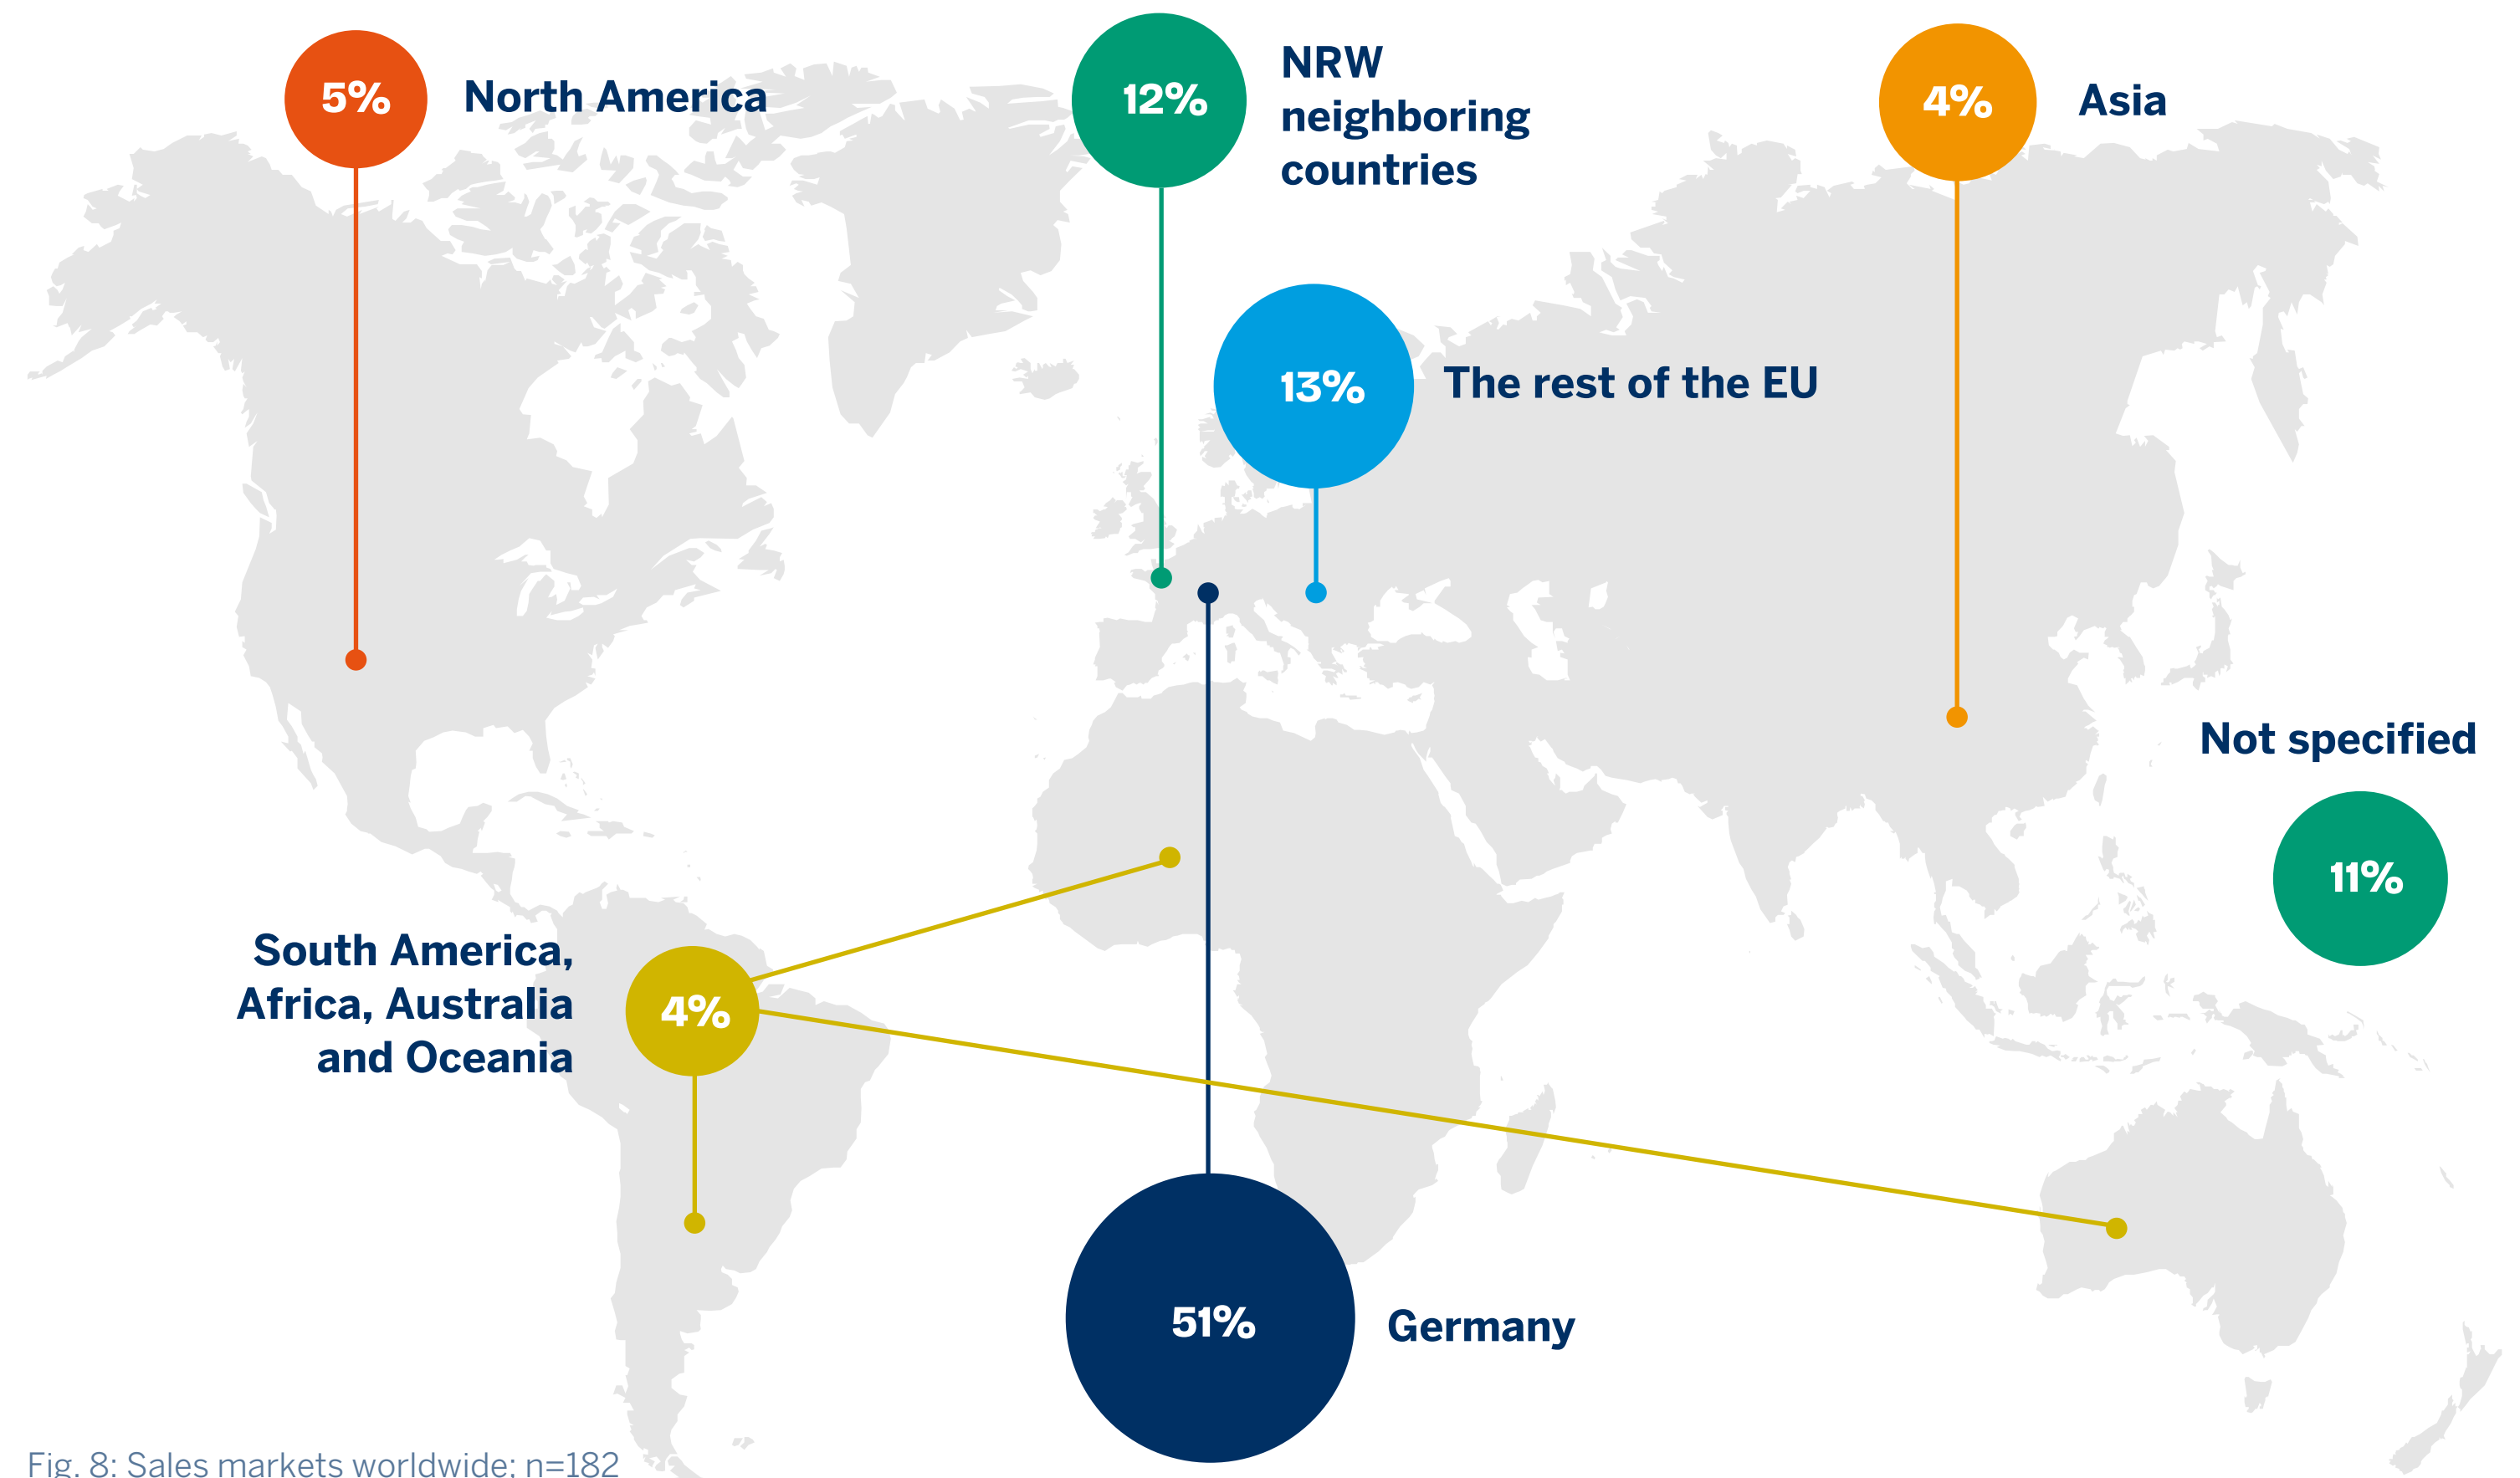 5%
North America
12%
NRW
neighboring
countries
4%
Asia
13%
The rest of the EU
Not specified
11%
South America,
Africa, Australia
and Oceania
4%
51%
Germany
Fig. 8: Sales markets worldwide; n=182